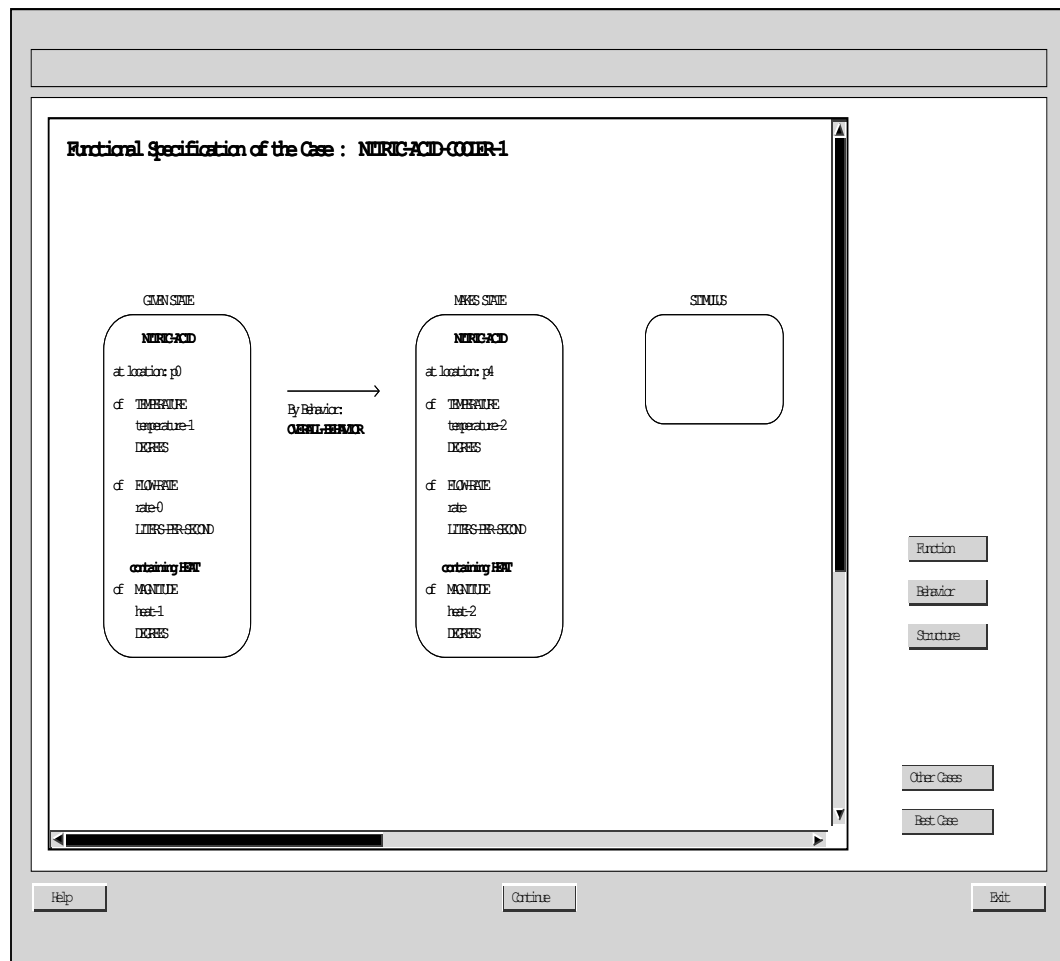 Functional Specification of the Case : NITRIC-ACID-COOLER-1
GIVEN STATE
NITRIC-ACID
at location: p0
of TEMPERATURE
temperature-1
DEGREES
of FLOW-RATE
rate-0
LITERS-PER-SECOND
containing HEAT
of MAGNITUDE
heat-1
DEGREES
By Behavior:
OVERALL-BEHAVIOR
MAKES STATE
NITRIC-ACID
at location: p4
of TEMPERATURE
temperature-2
DEGREES
of FLOW-RATE
rate
LITERS-PER-SECOND
containing HEAT
of MAGNITUDE
heat-2
DEGREES
STIMULUS
Function
Behavior
Structure
Other Cases
Best Case
Help
Continue
Exit